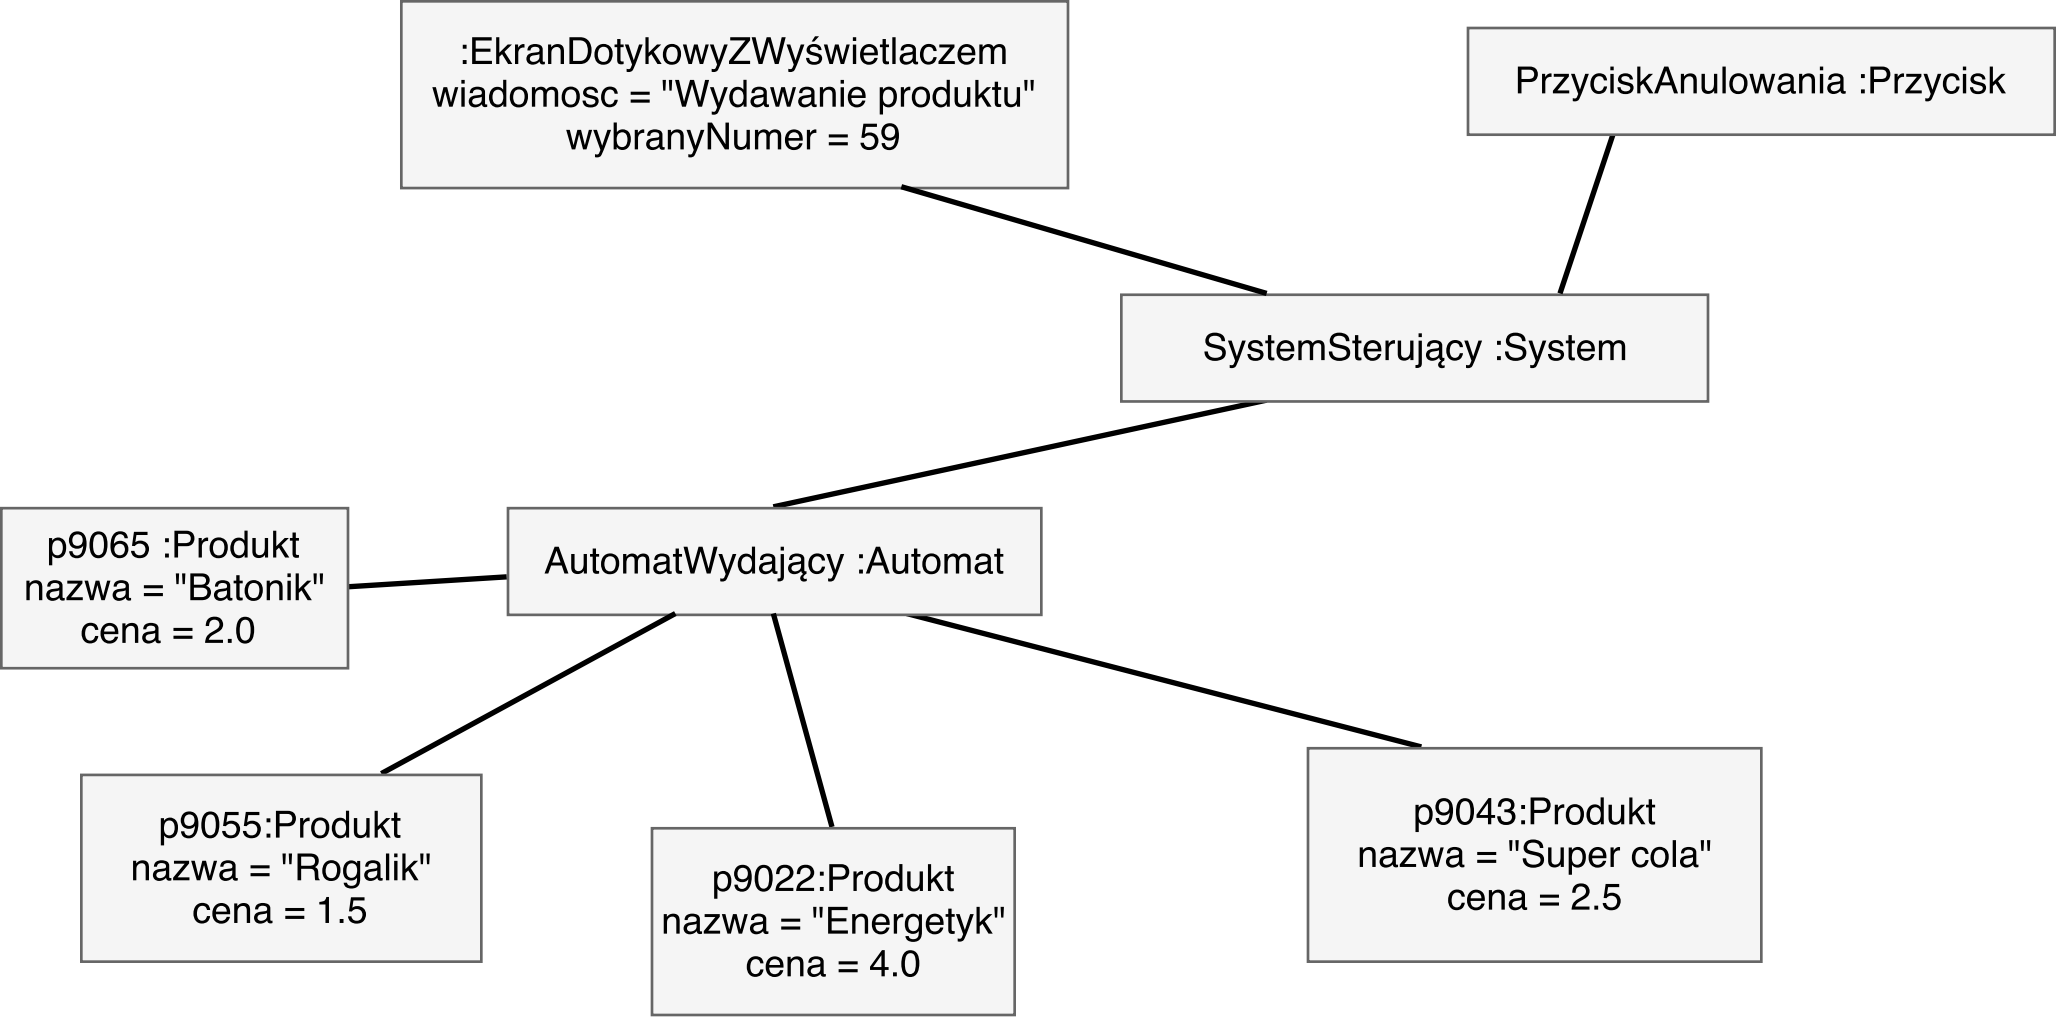 :EkranDotykowyZWyświetlaczem
wiadomosc = "Wydawanie produktu"
wybranyNumer = 59
PrzyciskAnulowania :Przycisk
SystemSterujący :System
p9065 :Produkt
nazwa = "Batonik"
cena = 2.0
AutomatWydający :Automat
p9055:Produkt
nazwa = "Rogalik"
cena = 1.5
p9022:Produkt
nazwa = "Energetyk"
cena = 4.0
p9043:Produkt
nazwa = "Super cola"
cena = 2.5